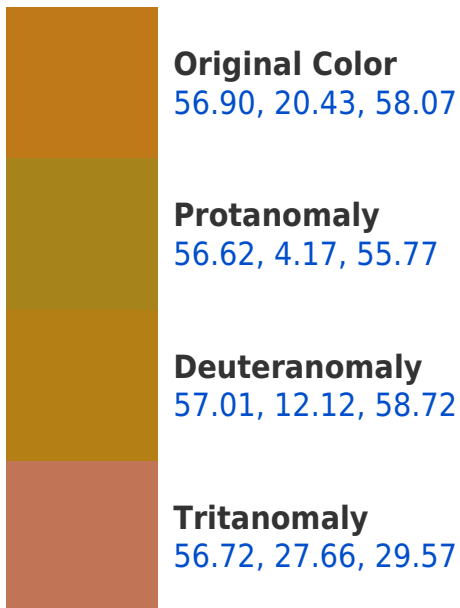 Original Color
56.90, 20.43, 58.07
Protanomaly
56.62, 4.17, 55.77
Deuteranomaly
57.01, 12.12, 58.72
Tritanomaly
56.72, 27.66, 29.57